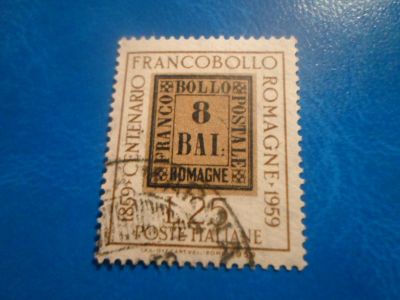 1859 · CENTENARIO FRANCOBOLLO ROMAGNE · 1959
FRANCO BOLLO POSTALE
8
BAI.
ROMAGNE
L. 25
POSTE ITALIANE